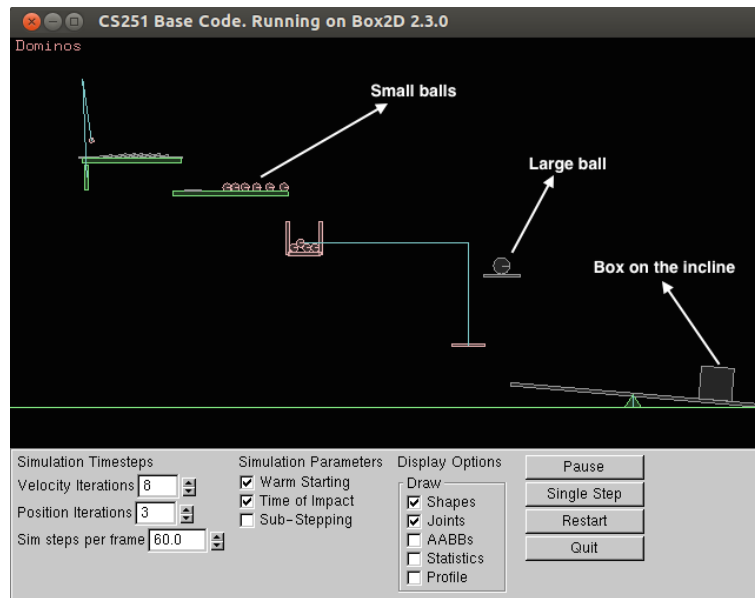 CS251 Base Code. Running on Box2D 2.3.0
Dominos
Small balls
Large ball
Box on the incline
Simulation Timesteps
Velocity Iterations 8
Position Iterations 3
Sim steps per frame 60.0
Simulation Parameters
Warm Starting
Time of Impact
Sub-Stepping
Display Options
Draw
Shapes
Joints
AABBs
Statistics
Profile
Pause
Single Step
Restart
Quit